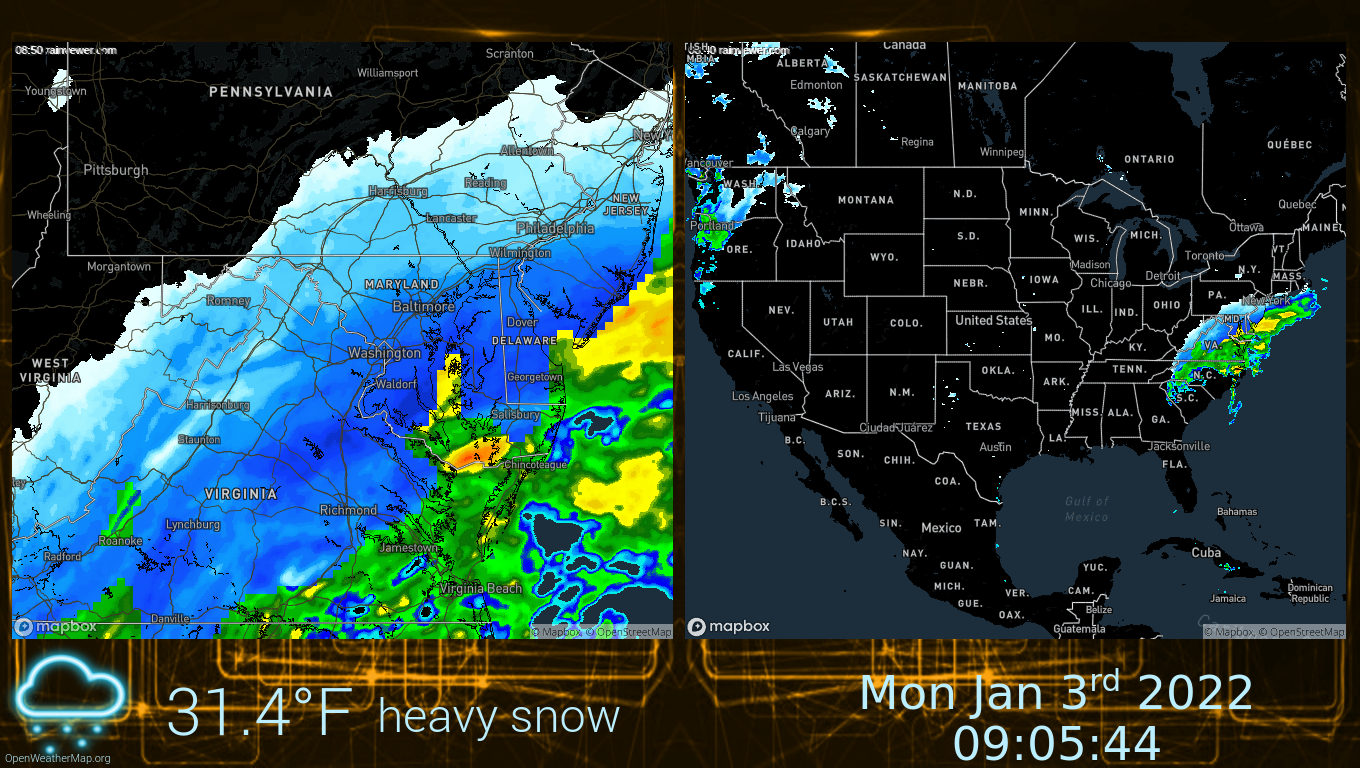 08:50 rainviewer.com
Scranton
Williamsport
Youngstown
PENNSYLVANIA
New Y
Allentown
Pittsburgh
Reading
Harrisburg
NEW
JERSEY
Wheeling
Lancaster
Philadelphia
Wilmington
Morgantown
MARYLAND
Romney
Baltimore
Dover
DELAWARE
Washington
WEST
VIRGINIA
Georgetown
Waldorf
Harrisonburg
Salisbury
Staunton
Chincoteague
ley
VIRGINIA
Richmond
Lynchburg
Roanoke
Jamestown
Radford
Virginia Beach
Danville
mapbox
© Mapbox, © OpenStreetMap
rainviewer.com
Canada
TISH
MBIA
ALBERTA
SASKATCHEWAN
Edmonton
MANITOBA
Calgary
Regina
QUÉBEC
Winnipeg
ONTARIO
ancouver
WASH.
MONTANA
N.D.
Quebec
N
MINN.
Portland
Ottawa
MAINE
ORE.
IDAHO
S.D.
WIS.
MICH.
VT.
WYO.
Toronto
Madison
N.Y.
MASS.
Detroit
IOWA
Chicago
NEBR.
PA.
New York
NEV.
UTAH
COLO.
United States
ILL.
IND.
OHIO
MD.
MO.
VA.
KY.
CALIF.
Las Vegas
OKLA.
TENN.
N.C.
Los Angeles
ARIZ.
N.M.
ARK.
S.C.
Tijuana
MISS.
ALA.
GA.
Ciudad Juárez
TEXAS
B.C.
Austin
LA.
Jacksonville
SON.
CHIH.
FLA.
COA.
B.C.S.
Gulf of
Mexico
Bahamas
SIN.
Mexico
TAM.
NAY.
Cuba
GUAN.
YUC.
MICH.
VER.
CAM.
Dominican
Republic
Jamaica
GUE.
OAX.
Belize
Guatemala
mapbox
© Mapbox, © OpenStreetMap
31.4°F heavy snow
OpenWeatherMap.org
Mon Jan 3rd 2022
09:05:44